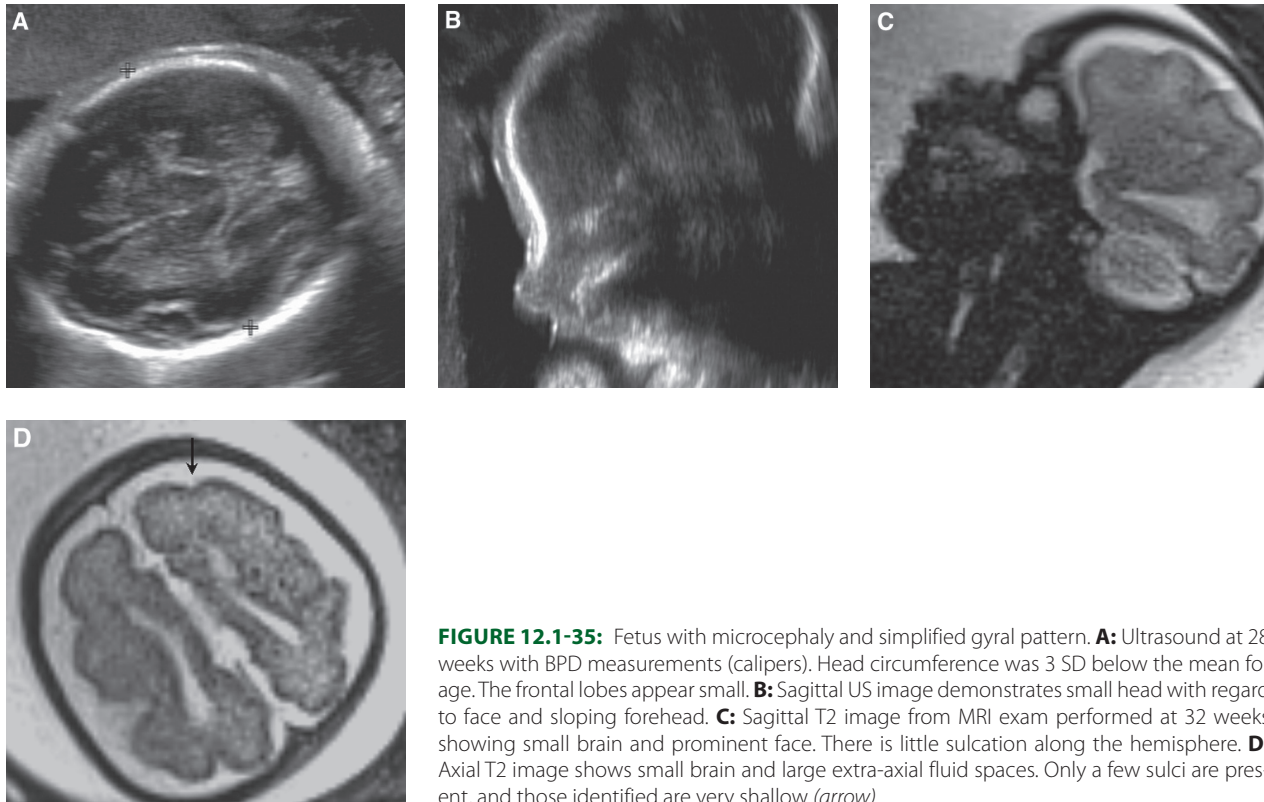 A
B
C
D
FIGURE 12.1-35: Fetus with microcephaly and simplified gyral pattern. A: Ultrasound at 28
weeks with BPD measurements (calipers). Head circumference was 3 SD below the mean for
age. The frontal lobes appear small. B: Sagittal US image demonstrates small head with regard
to face and sloping forehead. C: Sagittal T2 image from MRI exam performed at 32 weeks
showing small brain and prominent face. There is little sulcation along the hemisphere. D:
Axial T2 image shows small brain and large extra-axial fluid spaces. Only a few sulci are pres-
ent, and those identified are very shallow (arrow).